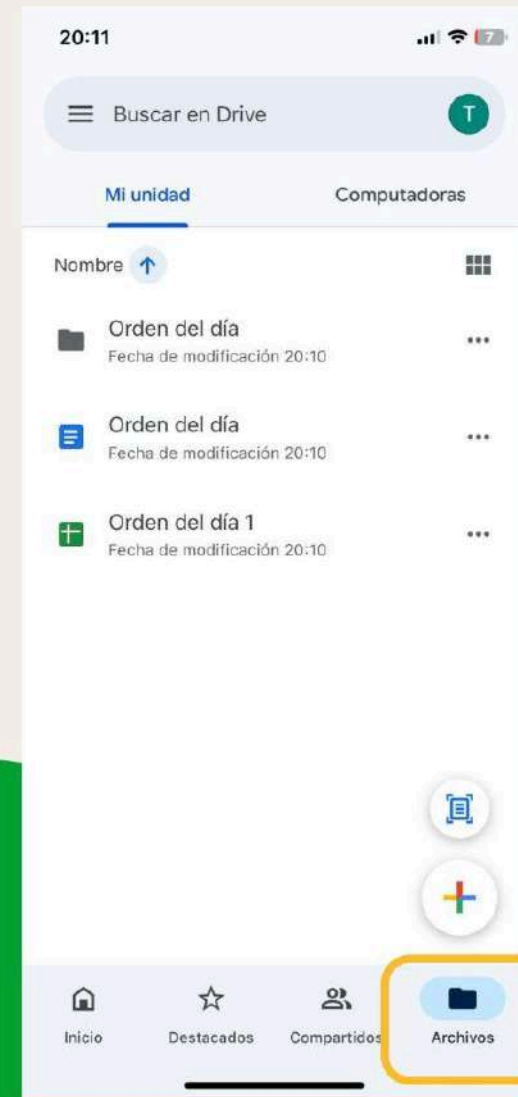 20:11
7
Buscar en Drive
T
Mi unidad Computadoras
Nombre
Orden del día
Fecha de modificación 20:10
Orden del día
Fecha de modificación 20:10
Orden del día 1
Fecha de modificación 20:10
Inicio Destacados Compartidos Archivos